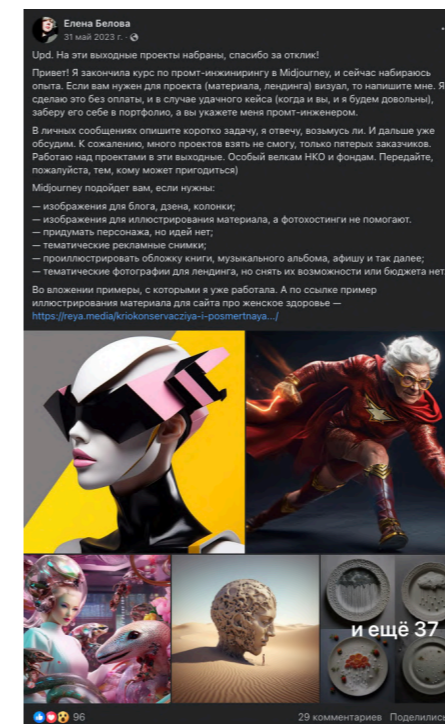 Елена Белова
31 май 2023 г. ·
Upd. На эти выходные проекты набраны, спасибо за отклик!
Привет! Я закончила курс по промт-инжинирингу в Midjourney, и сейчас набираюсь
опыта. Если вам нужен для проекта (материала, лендинга) визуал, то напишите мне. Я
сделаю это без оплаты, и в случае удачного кейса (когда и вы, и я будем довольны),
заберу его себе в портфолио, а вы укажете меня промт-инженером.
В личных сообщениях опишите коротко задачу, я отвечу, возьмусь ли. И дальше уже
обсудим. К сожалению, много проектов взять не смогу, только пятерых заказчиков.
Работаю над проектами в эти выходные. Особый велкам НКО и фондам. Передайте,
пожалуйста, тем, кому может пригодиться)
Midjourney подойдет вам, если нужны:
— изображения для блога, дзена, колонки;
— изображения для иллюстрирования материала, а фотохостинги не помогают.
— придумать персонажа, но идей нет;
— тематические рекламные снимки;
— проиллюстрировать обложку книги, музыкального альбома, афишу и так далее;
— тематические фотографии для лендинга, но снять их возможности или бюджета нет.
Во вложении примеры, с которыми я уже работала. А по ссылке пример
иллюстрирования материала для сайта про женское здоровье —
https://reya.media/kriokonservacziya-i-posmertnaya.../
и ещё 37
96
29 комментариев Поделились